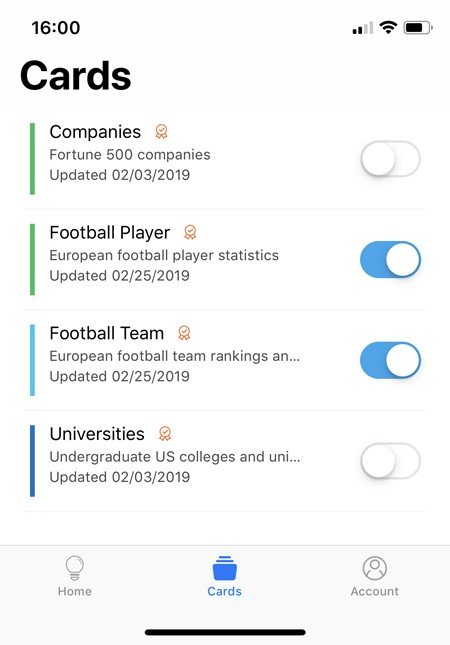 16:00
Cards
Companies
Fortune 500 companies
Updated 02/03/2019
Football Player
European football player statistics
Updated 02/25/2019
Football Team
European football team rankings an...
Updated 02/25/2019
Universities
Undergraduate US colleges and uni...
Updated 02/03/2019
Home
Cards
Account